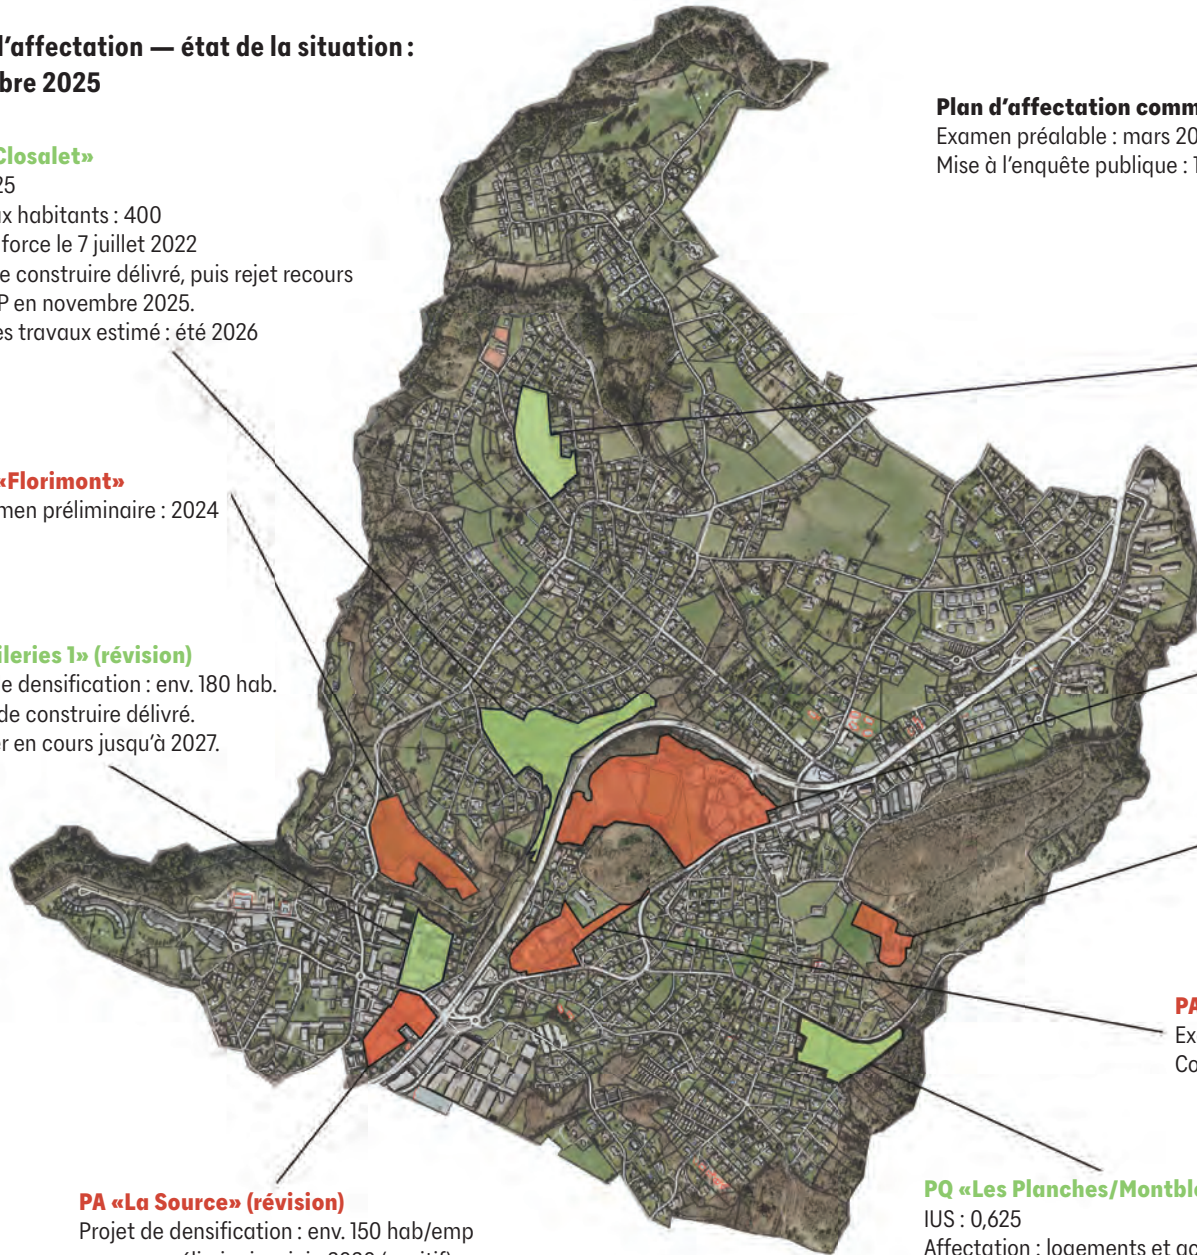 l'affectation — état de la situation :
bre 2025
Plan d'affectation comm
Examen préalable : mars 20
Mise à l'enquête publique : 1
Closalet»
25
ux habitants : 400
force le 7 juillet 2022
e construire délivré, puis rejet recours
P en novembre 2025.
es travaux estimé : été 2026
«Florimont»
men préliminaire : 2024
ileries 1» (révision)
e densification : env. 180 hab.
de construire délivré.
er en cours jusqu'à 2027.
PA
Ex
Co
PA «La Source» (révision)
Projet de densification : env. 150 hab/emp
PQ «Les Planches/Montble
IUS : 0,625
Affectation : logements et ac